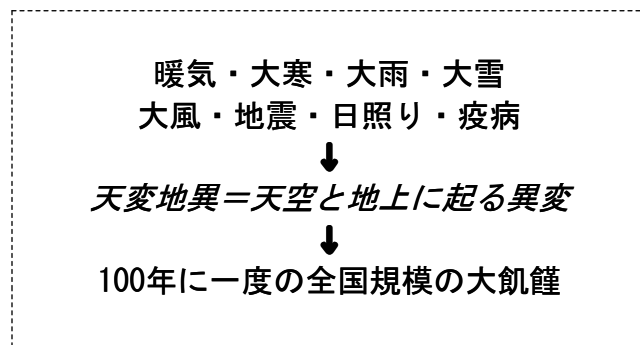 暖気・大寒・大雨・大雪
大風・地震・日照り・疫病
↓
天変地異＝天空と地上に起る異変
↓
100年に一度の全国規模の大飢饉